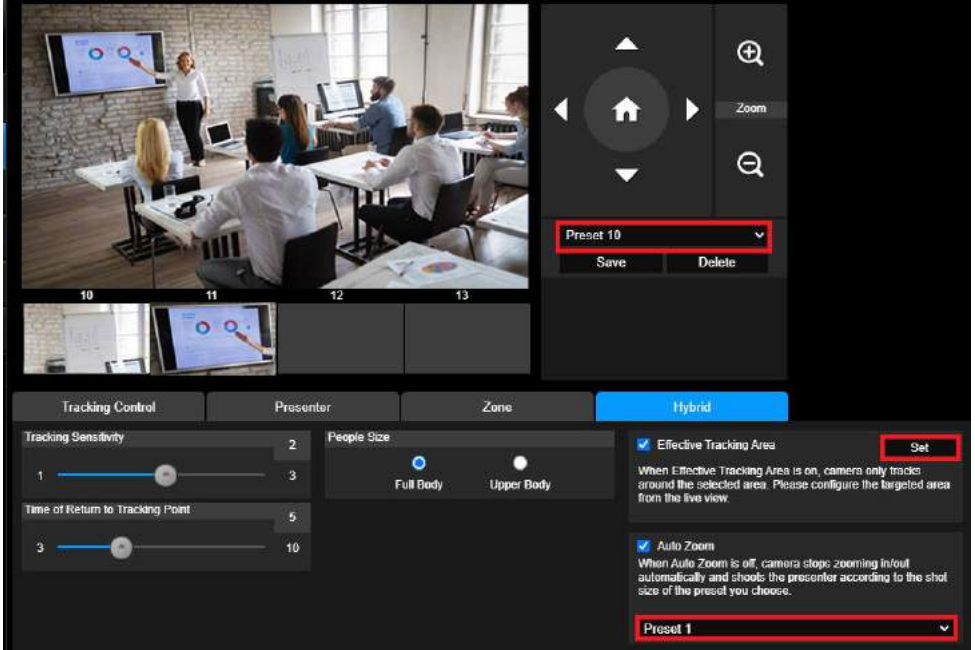 Zoom
Preset 10
Save Delete
10 11 12 13
Tracking Control Presenter Zone Hybrid
Tracking Sensitivity 2
1 3
Time of Return to Tracking Point 5
3 10
People Size
Full Body Upper Body
Effective Tracking Area Set
When Effective Tracking Area is on, camera only tracks
around the selected area. Please configure the targeted area
from the live view.
Auto Zoom
When Auto Zoom is off, camera stops zooming in/out
automatically and shoots the presenter according to the shot
size of the preset you choose.
Preset 1